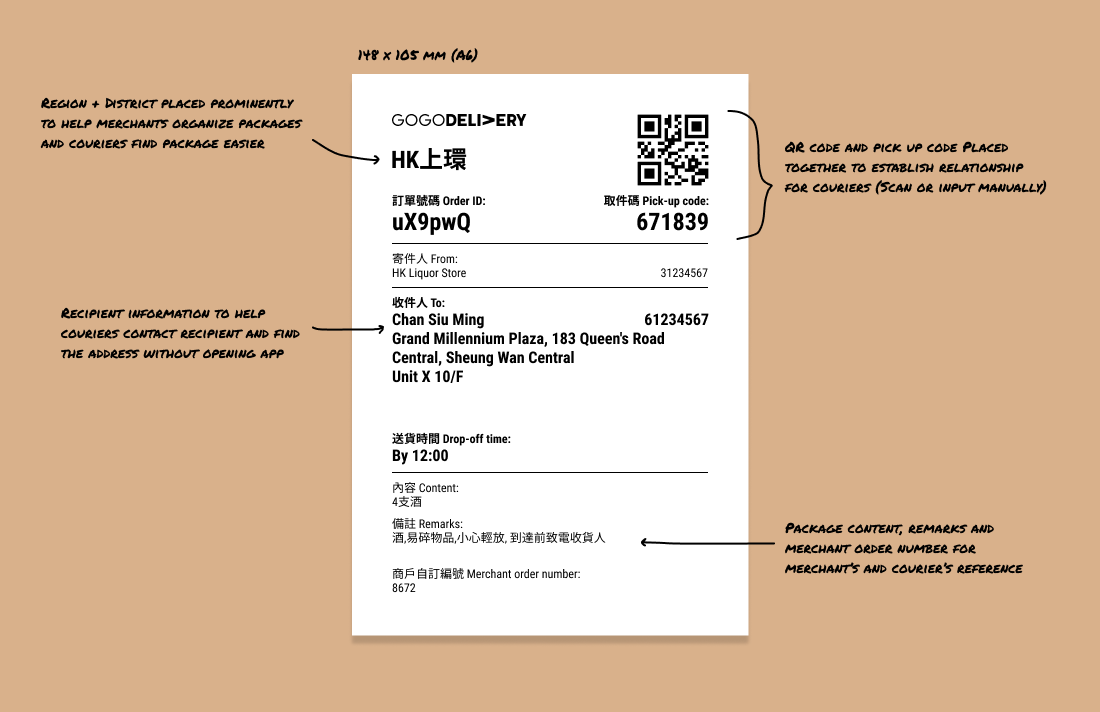 148 x 105 mm (A6)
Region + District placed prominently
to help merchants organize packages
and couriers find package easier
GOGODELIVERY
HK上環
訂單號碼 Order ID:
uX9pwQ
取件碼 Pick-up code:
671839
QR code and pick up code Placed
together to establish relationship
for couriers (Scan or input manually)
寄件人 From:
HK Liquor Store 31234567
Recipient information to help
couriers contact recipient and find
the address without opening app
收件人 To:
Chan Siu Ming 61234567
Grand Millennium Plaza, 183 Queen's Road
Central, Sheung Wan Central
Unit X 10/F
送貨時間 Drop-off time:
By 12:00
內容 Content:
4支酒
備註 Remarks:
酒,易碎物品,小心輕放, 到達前致電收貨人
Package content, remarks and
merchant order number for
merchant's and courier's reference
商戶自訂編號 Merchant order number:
8672